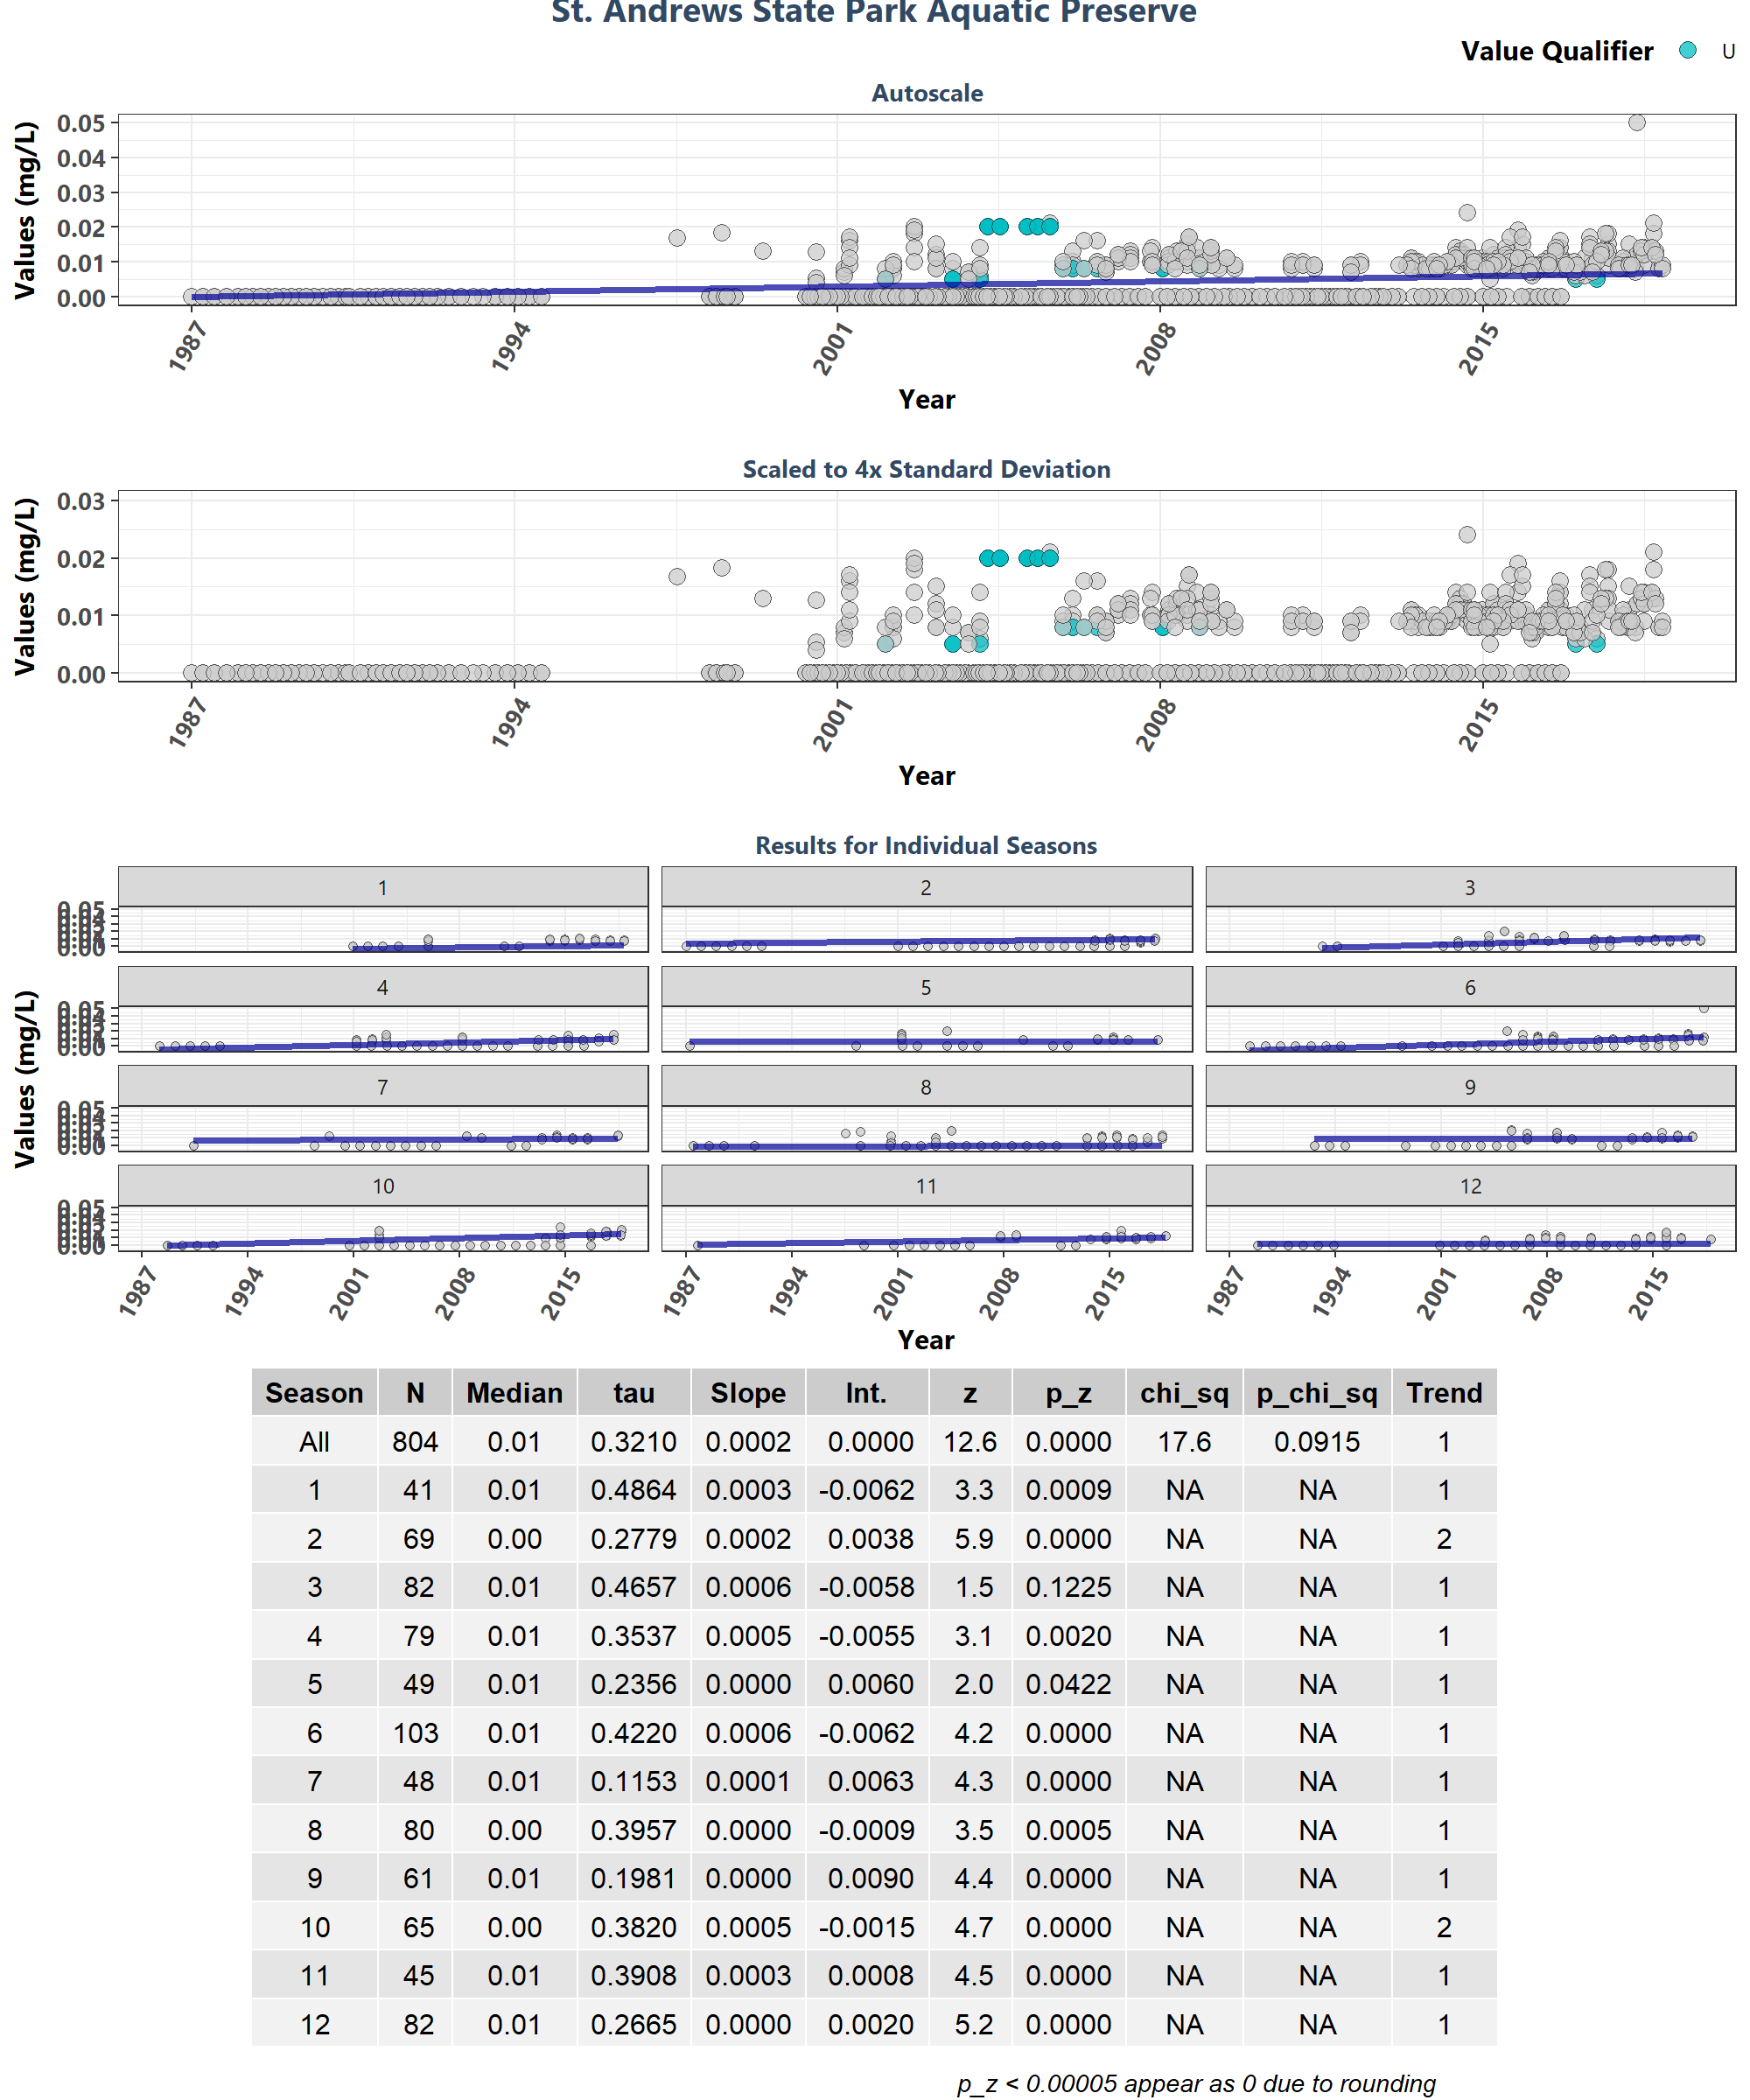 St. Andrews State Park Aquatic Preserve
Value Qualifier U
Autoscale
Values (mg/L)
0.05
0.04
0.03
0.02
0.01
0.00
1987 1994 2001 2008 2015
Year
Scaled to 4x Standard Deviation
Values (mg/L)
0.03
0.02
0.01
0.00
1987 1994 2001 2008 2015
Year
Results for Individual Seasons
Values (mg/L)
1 2 3
0.05
0.00
4 5 6
0.05
0.00
7 8 9
0.05
0.00
10 11 12
0.05
0.00
1987 1994 2001 2008 2015 1987 1994 2001 2008 2015 1987 1994 2001 2008 2015
Year
Season N Median tau Slope Int. z p_z chi_sq p_chi_sq Trend
All 804 0.01 0.3210 0.0002 0.0000 12.6 0.0000 17.6 0.0915 1
1 41 0.01 0.4864 0.0003 -0.0062 3.3 0.0009 NA NA 1
2 69 0.00 0.2779 0.0002 0.0038 5.9 0.0000 NA NA 2
3 82 0.01 0.4657 0.0006 -0.0058 1.5 0.1225 NA NA 1
4 79 0.01 0.3537 0.0005 -0.0055 3.1 0.0020 NA NA 1
5 49 0.01 0.2356 0.0000 0.0060 2.0 0.0422 NA NA 1
6 103 0.01 0.4220 0.0006 -0.0062 4.2 0.0000 NA NA 1
7 48 0.01 0.1153 0.0001 0.0063 4.3 0.0000 NA NA 1
8 80 0.00 0.3957 0.0000 -0.0009 3.5 0.0005 NA NA 1
9 61 0.01 0.1981 0.0000 0.0090 4.4 0.0000 NA NA 1
10 65 0.00 0.3820 0.0005 -0.0015 4.7 0.0000 NA NA 2
11 45 0.01 0.3908 0.0003 0.0008 4.5 0.0000 NA NA 1
12 82 0.01 0.2665 0.0000 0.0020 5.2 0.0000 NA NA 1
p_z < 0.00005 appear as 0 due to rounding